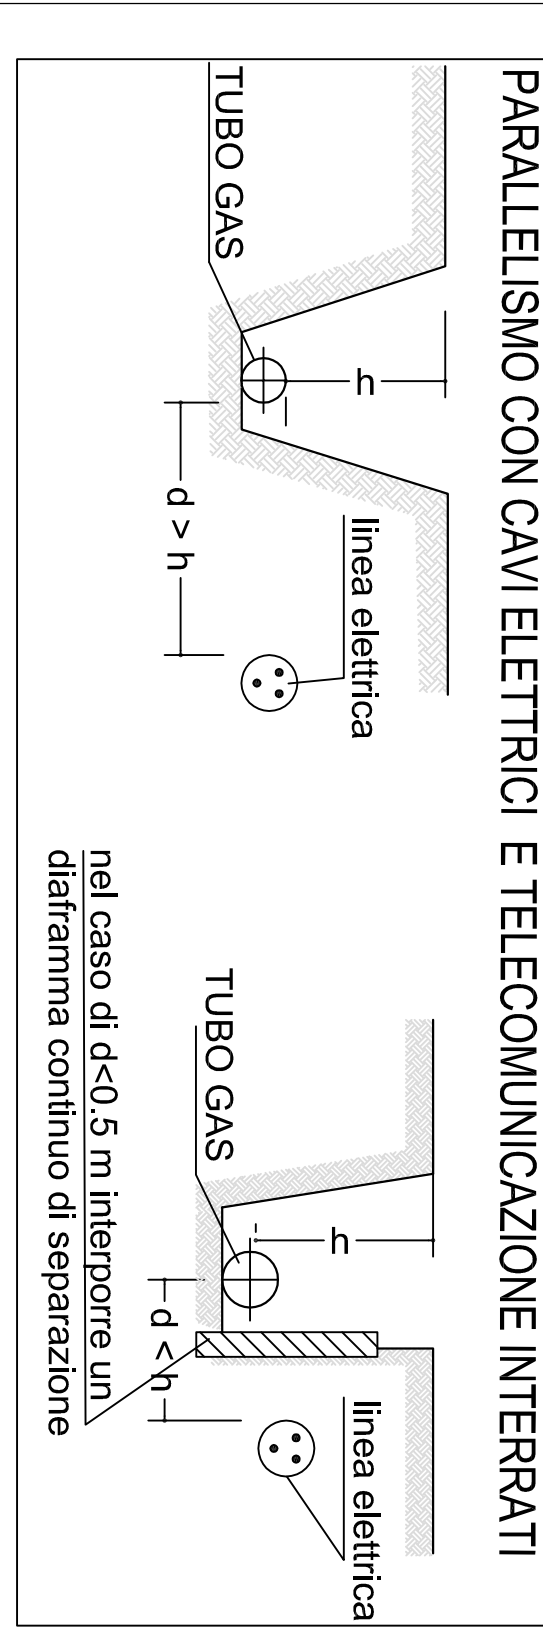 PARALLELISMO CON CAVI ELETTRICI E TELECOMUNICAZIONE INTERRATI
TUBO GAS
h
d > h
linea elettrica
TUBO GAS
h
d < h
linea elettrica
nel caso di d<0.5 m interporre un
diaframma continuo di separazione